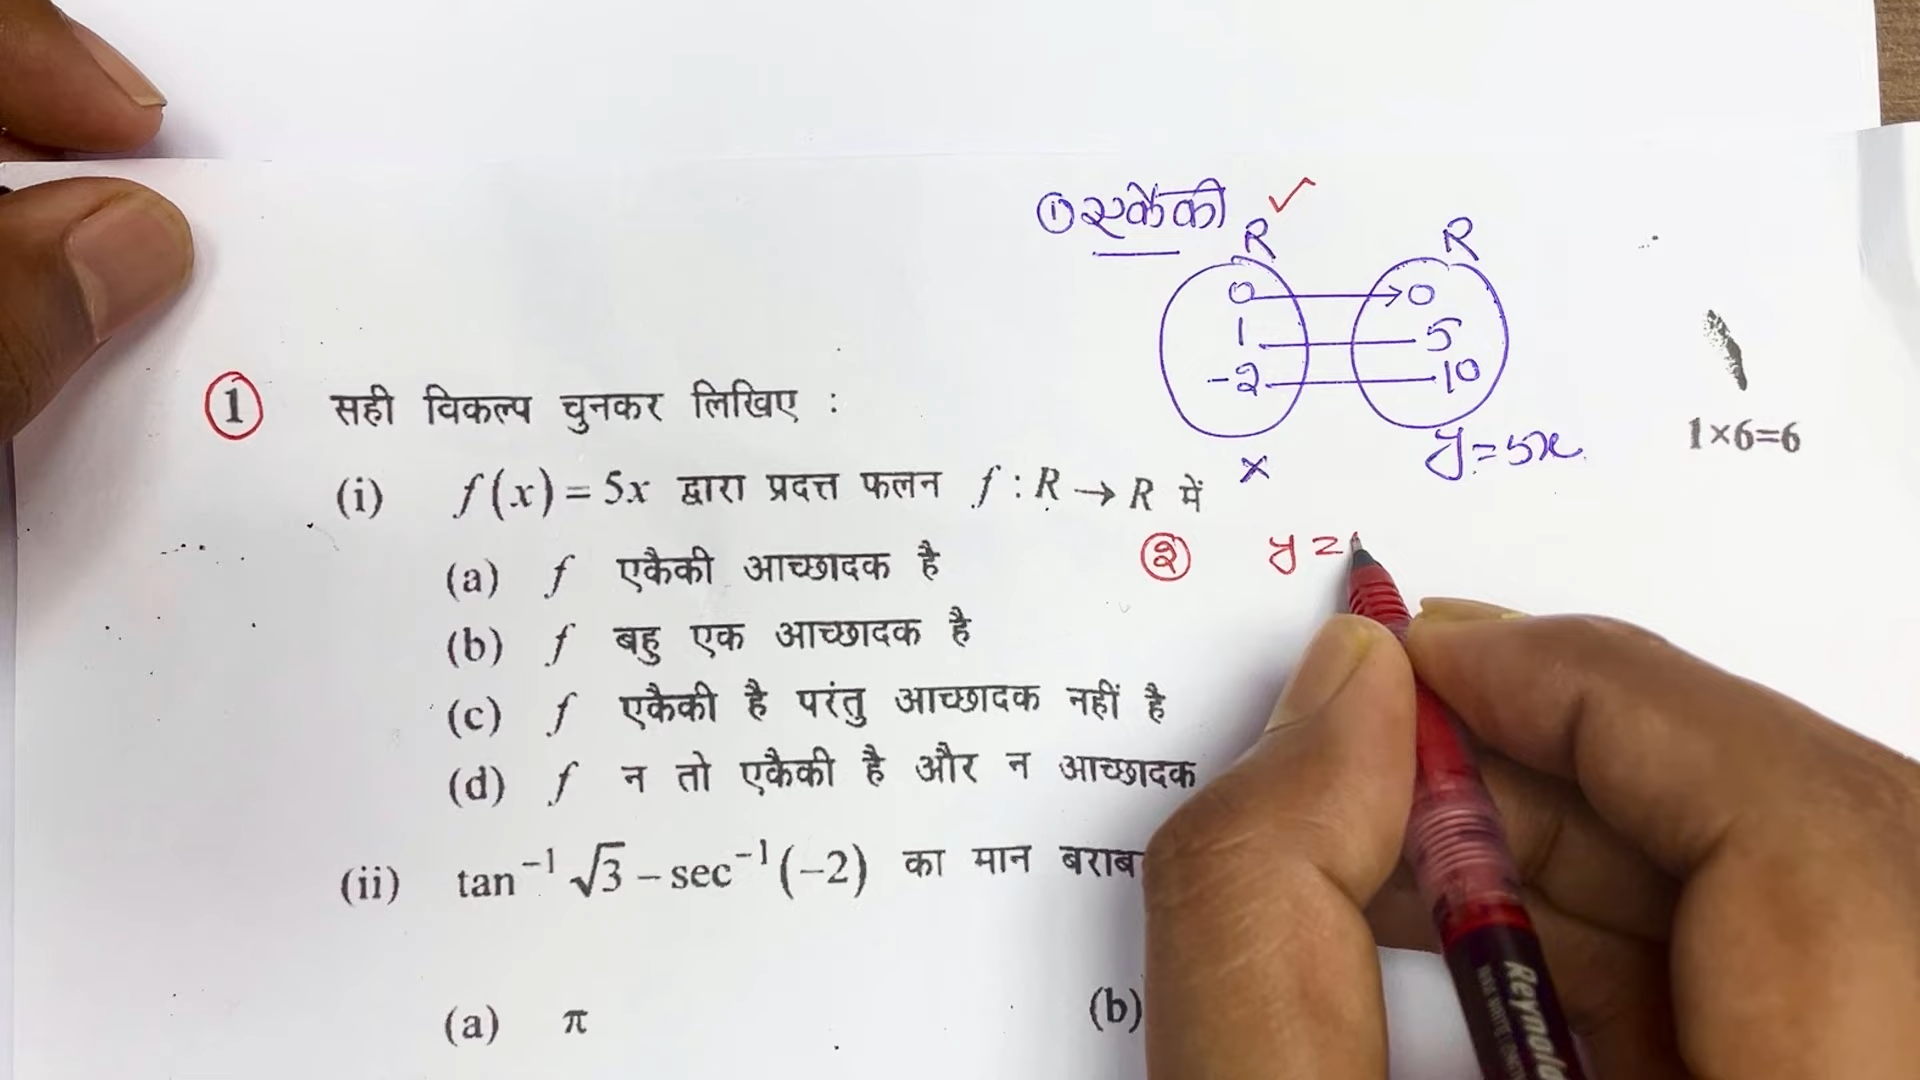 ① एकैकी ✓
R R
0 → 0
1 5
-2 -10
x y=5x
① सही विकल्प चुनकर लिखिए : 1×6=6
(i) f(x) = 5x द्वारा प्रदत्त फलन f : R → R में
② y =
(a) f एकैकी आच्छादक है
(b) f बहु एक आच्छादक है
(c) f एकैकी है परंतु आच्छादक नहीं है
(d) f न तो एकैकी है और न आच्छादक
(ii) tan⁻¹ √3 – sec⁻¹ (–2) का मान बराब
(a) π (b)
Reynolds